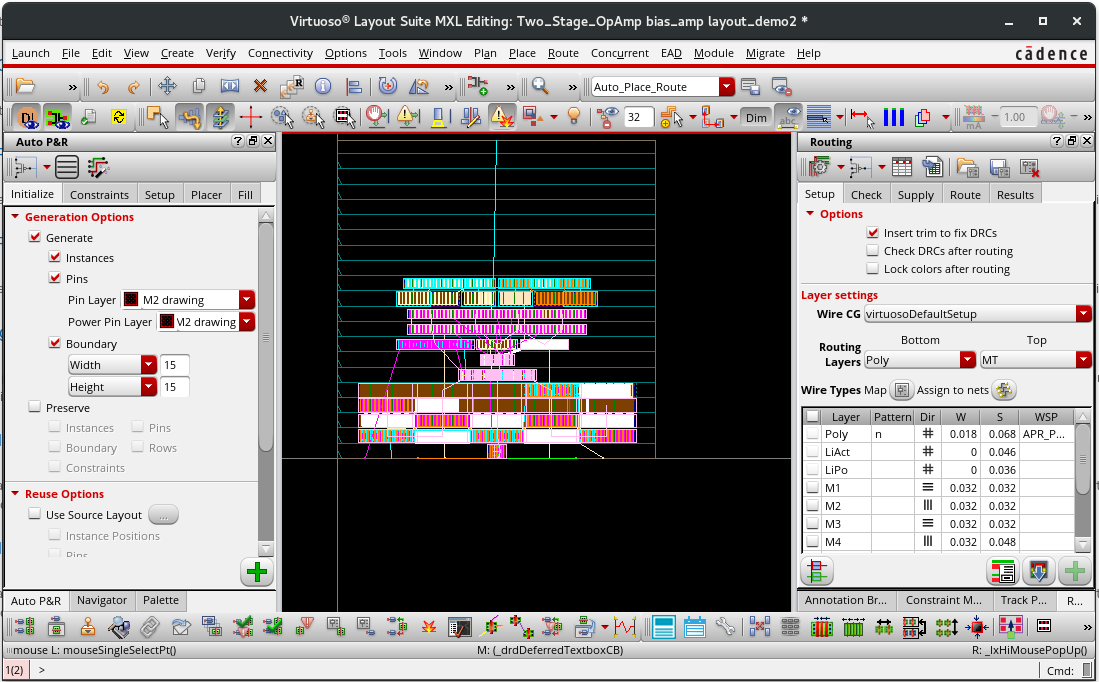 Virtuoso® Layout Suite MXL Editing: Two_Stage_OpAmp bias_amp layout_demo2 *
Launch File Edit View Create Verify Connectivity Options Tools Window Plan Place Route Concurrent EAD Module Migrate Help cādence
» » » » Auto_Place_Route
32 Dim abc 1.00 mA »
Auto P&R
Initialize Constraints Setup Placer Fill
Generation Options
Generate
Instances
Pins
Pin Layer M2 drawing
Power Pin Layer M2 drawing
Boundary
Width 15
Height 15
Preserve
Instances Pins
Boundary Rows
Constraints
Reuse Options
Use Source Layout ...
Instance Positions
Pins
Auto P&R Navigator Palette
Routing
Setup Check Supply Route Results
Options
Insert trim to fix DRCs
Check DRCs after routing
Lock colors after routing
Layer settings
Wire CG virtuosoDefaultSetup
Bottom Top
Routing Layers Poly MT
Wire Types Map Assign to nets
Layer Pattern Dir W S WSP
Poly n 0.018 0.068 APR_P...
LiAct 0 0.046
LiPo 0 0.036
M1 0.032 0.032
M2 0.032 0.032
M3 0.032 0.032
M4 0.032 0.048
Annotation Br... Constraint M... Track P... R...
»
mouse L: mouseSingleSelectPt() M: (_drdDeferredTextboxCB) R: _lxHiMousePopUp()
1(2) > Cmd: